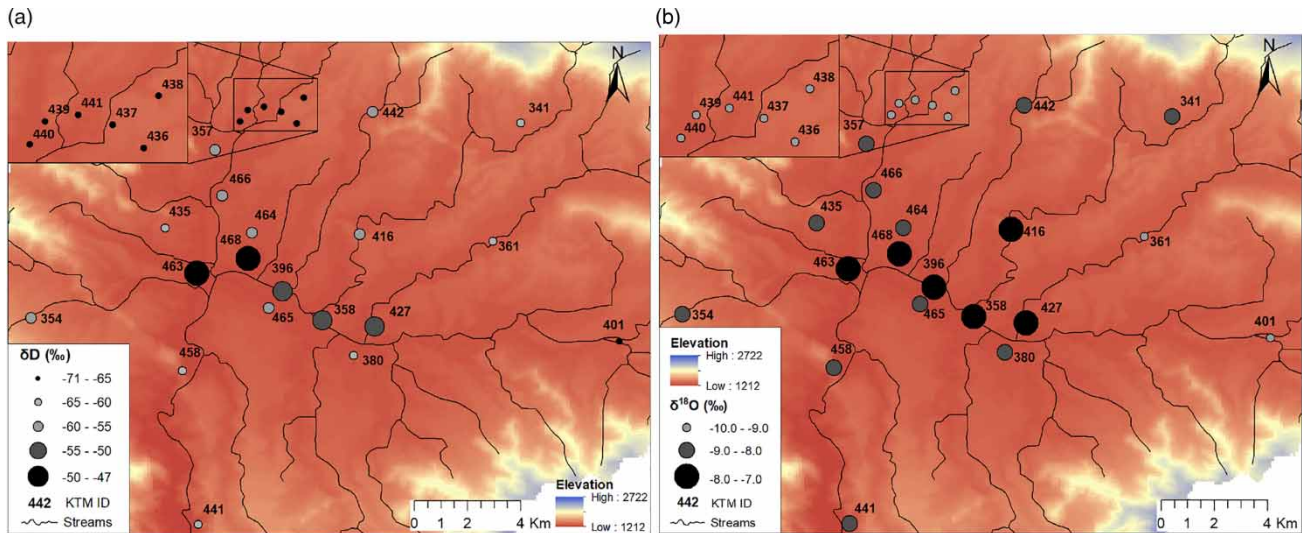 (a)
N
438
439
441
437
440
436
442
341
357
466
435
464
416
468
361
463
396
354
465
358
427
401
380
458
441
δD (‰)
-71 - -65
-65 - -60
-60 - -55
-55 - -50
-50 - -47
442 KTM ID
Streams
0 1 2 4 Km
Elevation
High : 2722
Low : 1212
(b)
N
438
439
441
437
440
436
442
341
357
466
435
464
416
468
361
463
396
354
465
358
427
401
380
458
441
Elevation
High : 2722
Low : 1212
δ¹⁸O (‰)
-10.0 - -9.0
-9.0 - -8.0
-8.0 - -7.0
442 KTM ID
Streams
0 1 2 4 Km